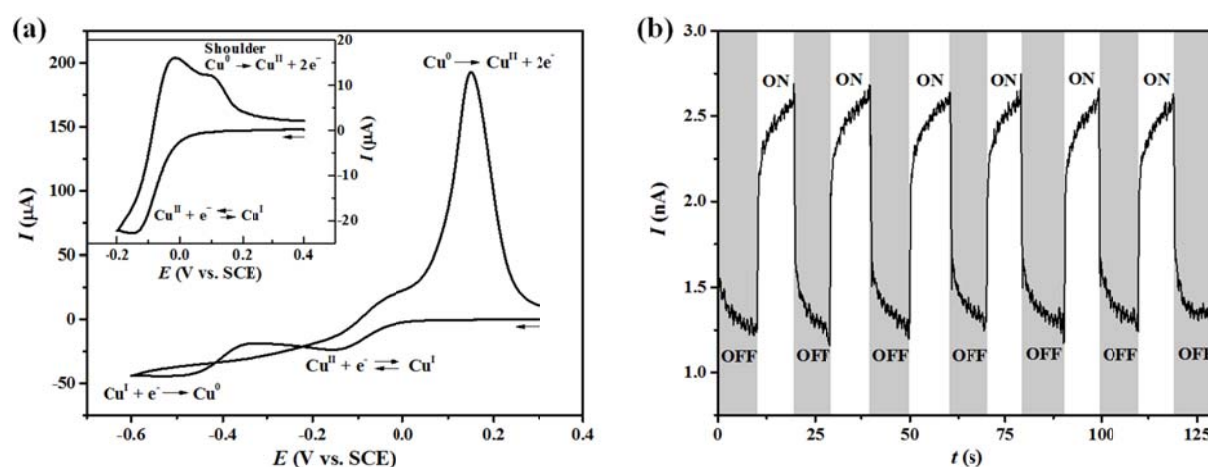 (a)
200
150
100
50
0
-50
I (μA)
-0.6
-0.4
-0.2
0.0
0.2
0.4
E (V vs. SCE)
Cu⁰ → Cuᴵᴵ + 2e⁻
Cuᴵᴵ + e⁻ ⇄ Cuᴵ
Cuᴵ + e⁻ → Cu⁰
Shoulder
Cu⁰ → Cuᴵᴵ + 2e⁻
Cuᴵᴵ + e⁻ ⇄ Cuᴵ
20
10
0
-10
-20
I (μA)
-0.2
0.0
0.2
0.4
E (V vs. SCE)
(b)
3.0
2.5
2.0
1.5
1.0
I (nA)
ON ON ON ON ON ON
OFF OFF OFF OFF OFF OFF OFF
0 25 50 75 100 125
t (s)